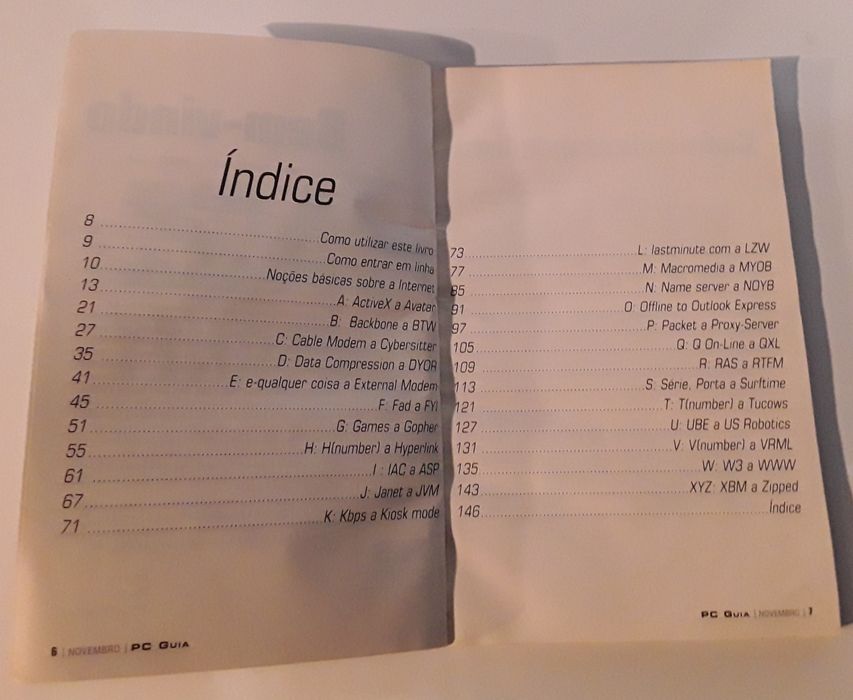 Índice
8 Como utilizar este livro
9 Como entrar em linha
10 Noções básicas sobre a Internet
13 A: ActiveX a Avatar
21 B: Backbone a BTW
27 C: Cable Modem a Cybersitter
35 D: Data Compression a DYOR
41 E: e-qualquer coisa a External Modem
45 F: Fad a FYI
51 G: Games a Gopher
55 H: H(number) a Hyperlink
61 I : IAC a ASP
67 J: Janet a JVM
71 K: Kbps a Kiosk mode
6 | NOVEMBRO | PC GUIA
73 L: lastminute com a LZW
77 M: Macromedia a MYOB
85 N: Name server a NOYB
91 O: Offline to Outlook Express
97 P: Packet a Proxy-Server
105 Q: Q On-Line a QXL
109 R: RAS a RTFM
113 S: Série, Porta a Surftime
121 T: T(number) a Tucows
127 U: UBE a US Robotics
131 V: V(number) a VRML
135 W: W3 a WWW
143 XYZ: XBM a Zipped
146 Índice
PC GUIA | NOVEMBRO | 7